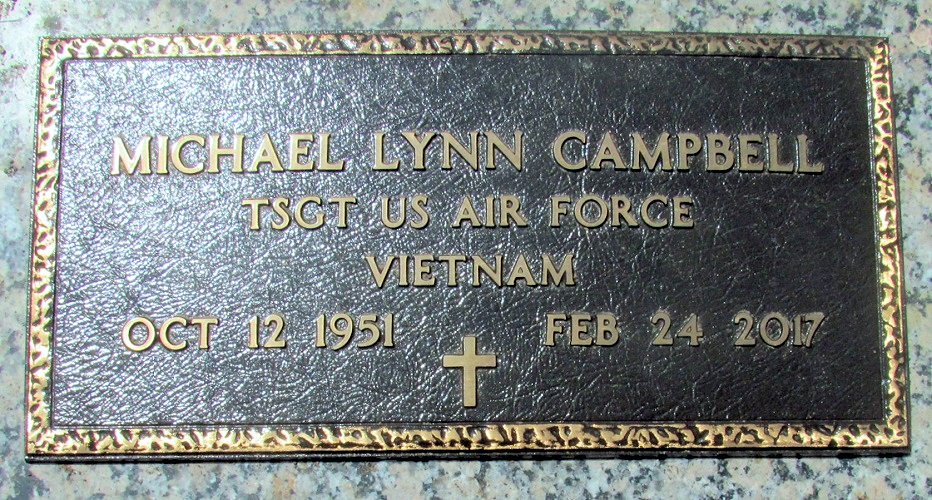 MICHAEL LYNN CAMPBELL
TSGT US AIR FORCE
VIETNAM
OCT 12 1951 FEB 24 2017